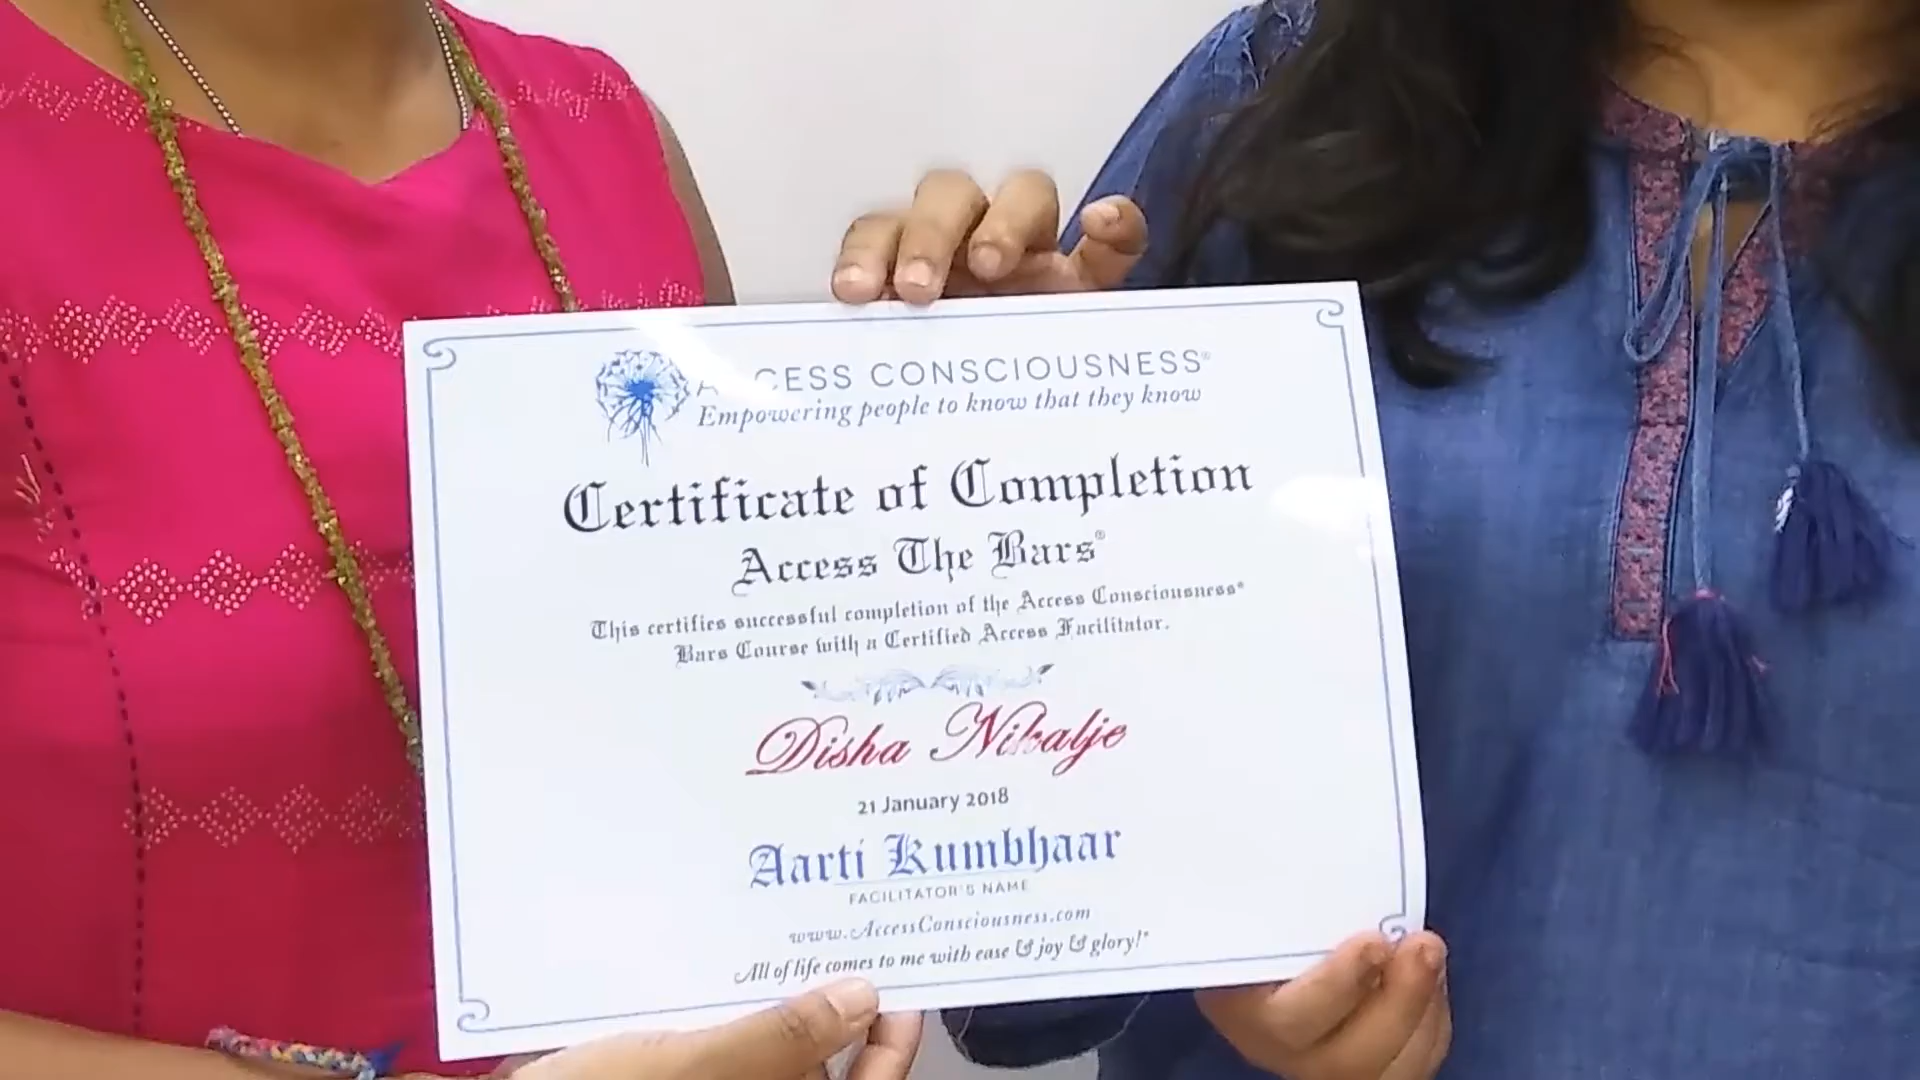 ACCESS CONSCIOUSNESS®
Empowering people to know that they know
Certificate of Completion
Access The Bars®
This certifies successful completion of the Access Consciousness®
Bars Course with a Certified Access Facilitator.
Disha Nikalje
21 January 2018
Aarti Kumbhaar
FACILITATOR'S NAME
www.AccessConsciousness.com
All of life comes to me with ease & joy & glory!®